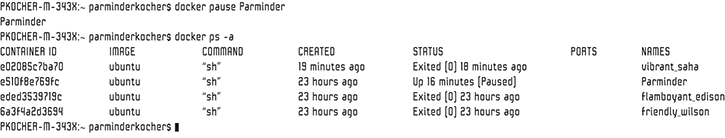 PKOCHER-M-343X:~ parminderkocher$ docker pause Parminder
Parminder
PKOCHER-M-343X:~ parminderkocher$ docker ps -a
CONTAINER ID IMAGE COMMAND CREATED STATUS PORTS NAMES
e02085c7ba70 ubuntu “sh” 19 minutes ago Exited (0) 18 minutes ago vibrant_saha
e510f8e769fc ubuntu “sh” 23 hours ago Up 16 minutes (Paused) Parminder
eded3539719c ubuntu “sh” 23 hours ago Exited (0) 23 hours ago flamboyant_edison
6a3f4a2d3694 ubuntu “sh” 23 hours ago Exited (0) 23 hours ago friendly_wilson
PKOCHER-M-343X:~ parminderkocher$